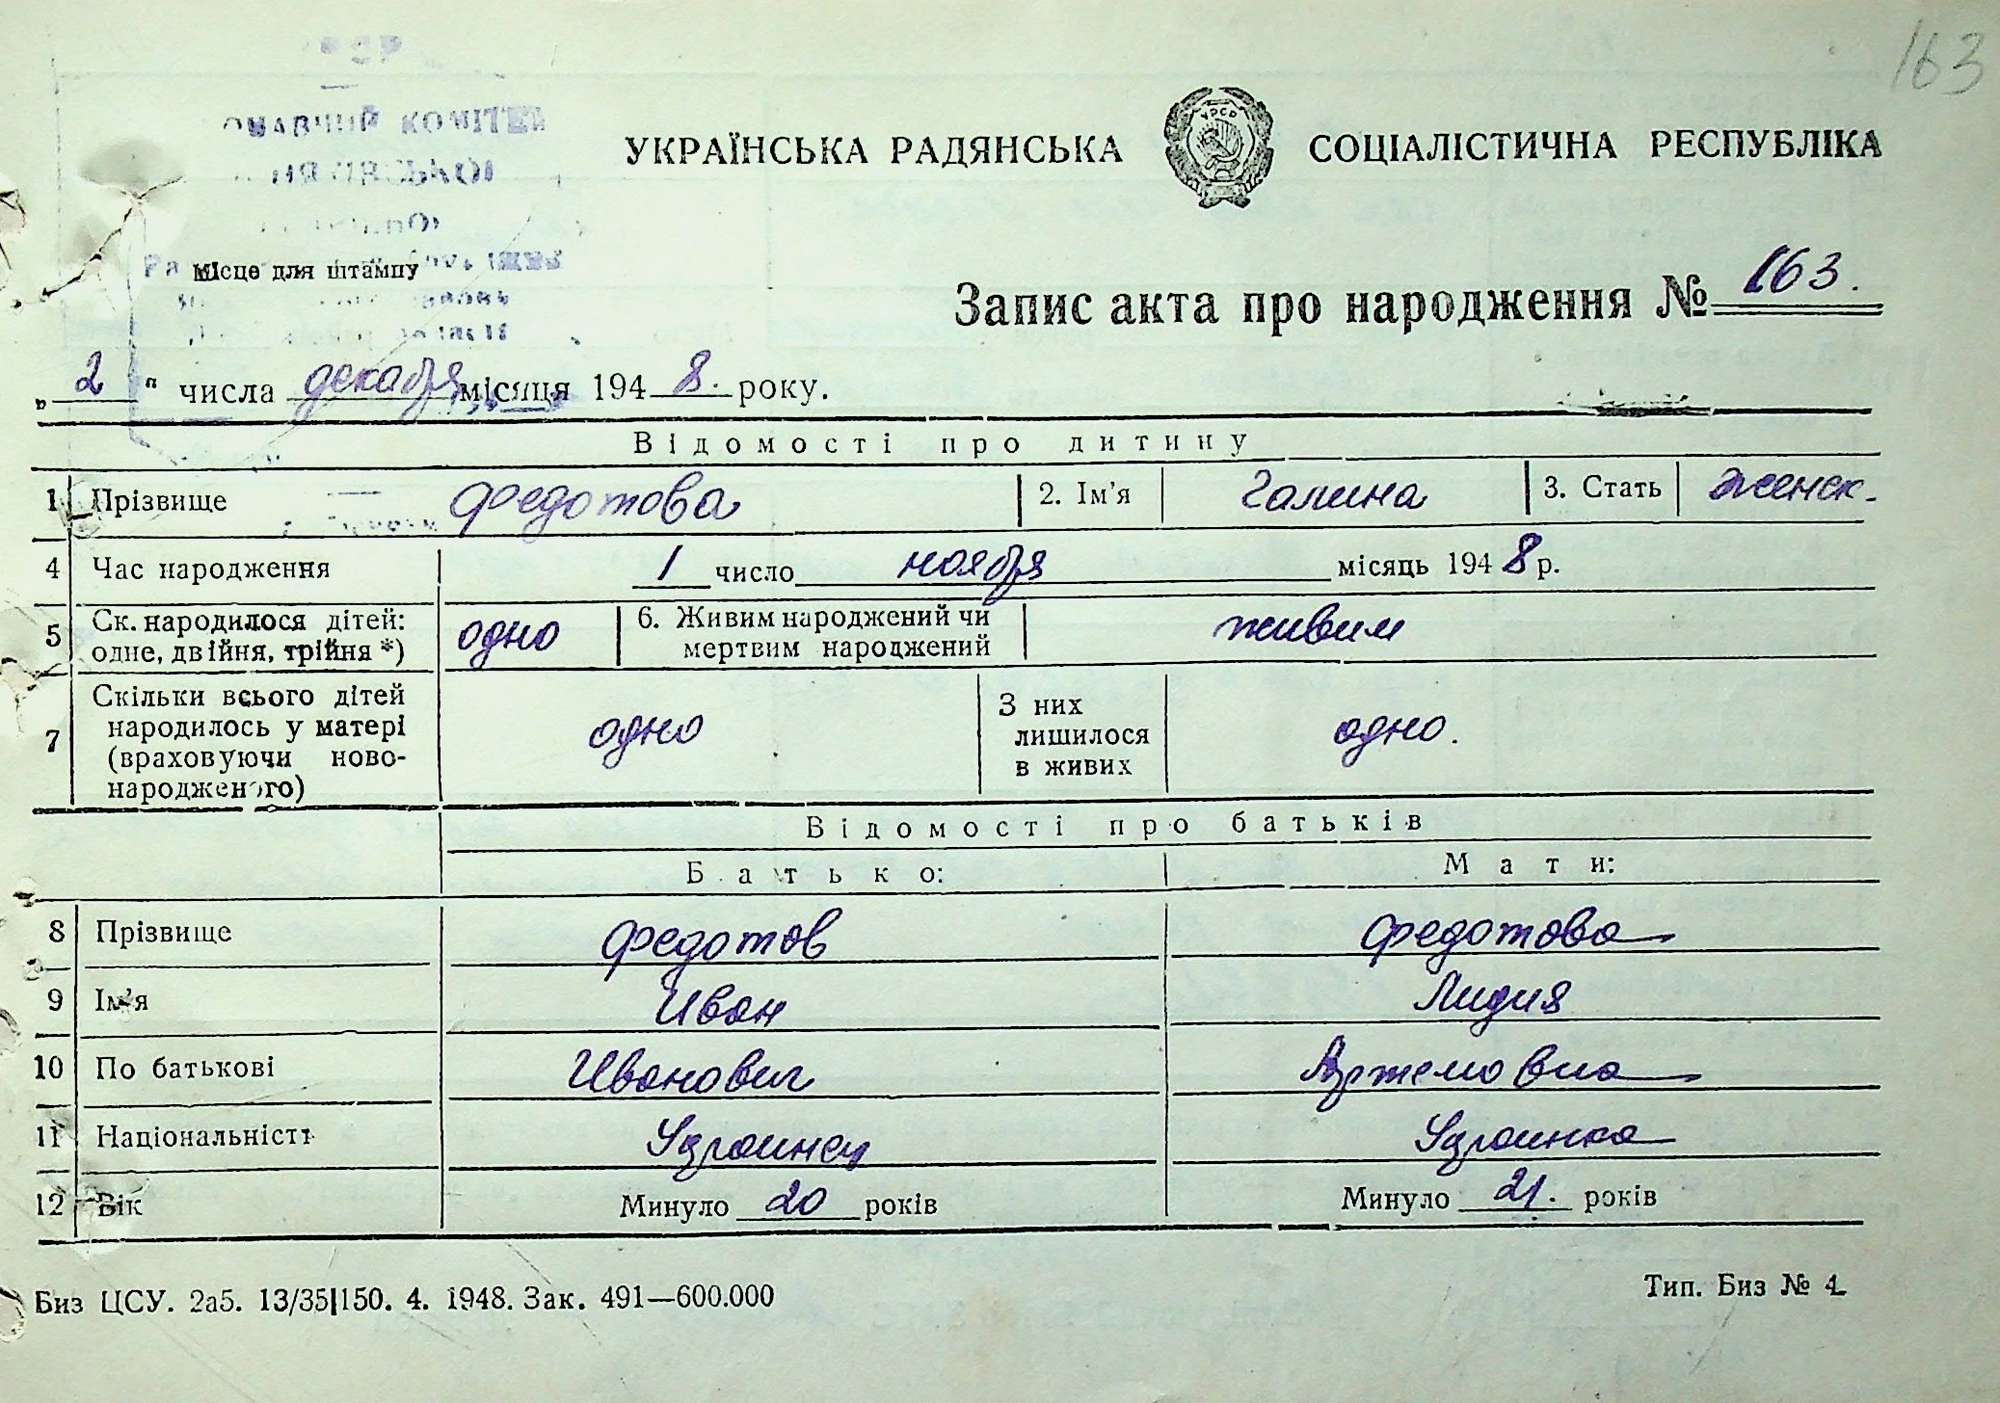 163
УКРАЇНСЬКА РАДЯНСЬКА СОЦІАЛІСТИЧНА РЕСПУБЛІКА
УРСР
КОМІТЕТ
Місце для штампу
Запис акта про народження № 163.
„ 2 " числа декабря місяця 1948. року.
Відомості про дитину
1 Прізвище Федотова 2. Ім'я Галина 3. Стать женск.
4 Час народження 1 число ноября місяць 1948 р.
5 Ск. народилося дітей: одне, двійня, трійня *) одно 6. Живим народжений чи мертвим народжений живим
7 Скільки всього дітей народилось у матері (враховуючи ново-народженого) одно З них лишилося в живих одно.
Відомості про батьків
Батько: Мати:
8 Прізвище Федотов Федотова
9 Ім'я Иван Лидия
10 По батькові Иванович Артемовна
11 Національність Украинец Украинка
12 Вік Минуло 20 років Минуло 21. років
Биз ЦСУ. 2а5. 13/35|150. 4. 1948. Зак. 491—600.000 Тип. Биз № 4